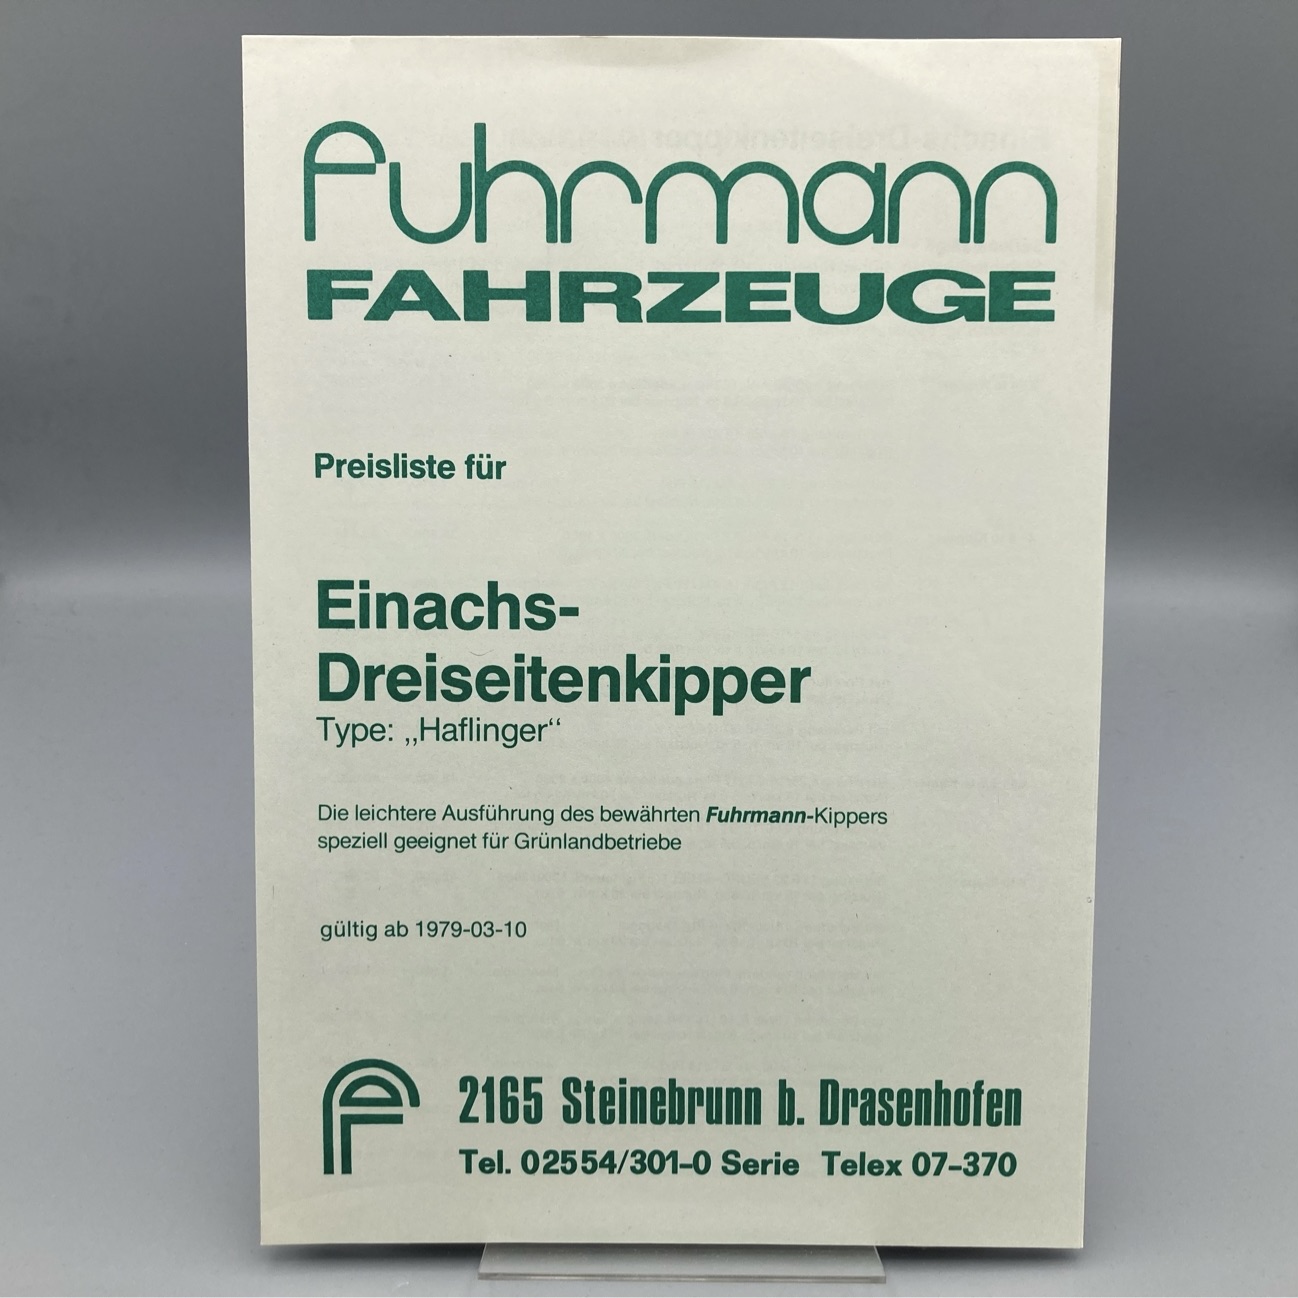 fuhrmann
FAHRZEUGE
Preisliste für
Einachs-
Dreiseitenkipper
Type: „Haflinger“
Die leichtere Ausführung des bewährten Fuhrmann-Kippers
speziell geeignet für Grünlandbetriebe
gültig ab 1979-03-10
2165 Steinebrunn b. Drasenhofen
Tel. 02554/301-0 Serie Telex 07-370